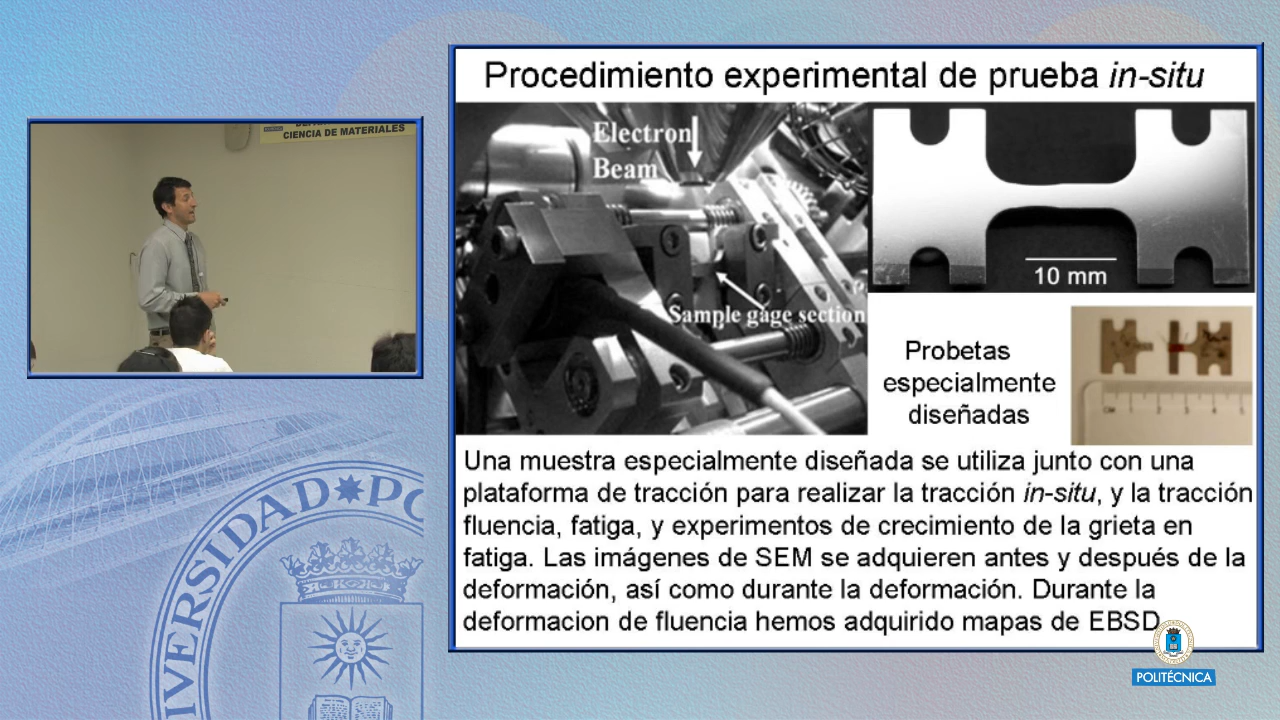 CIENCIA DE MATERIALES
Procedimiento experimental de prueba in-situ
Electron
Beam
Sample gage section
10 mm
Probetas
especialmente
diseñadas
Una muestra especialmente diseñada se utiliza junto con una
plataforma de tracción para realizar la tracción in-situ, y la tracción
fluencia, fatiga, y experimentos de crecimiento de la grieta en
fatiga. Las imágenes de SEM se adquieren antes y después de la
deformación, así como durante la deformación. Durante la
deformacion de fluencia hemos adquirido mapas de EBSD
VERSIDAD PO
POLITÉCNICA